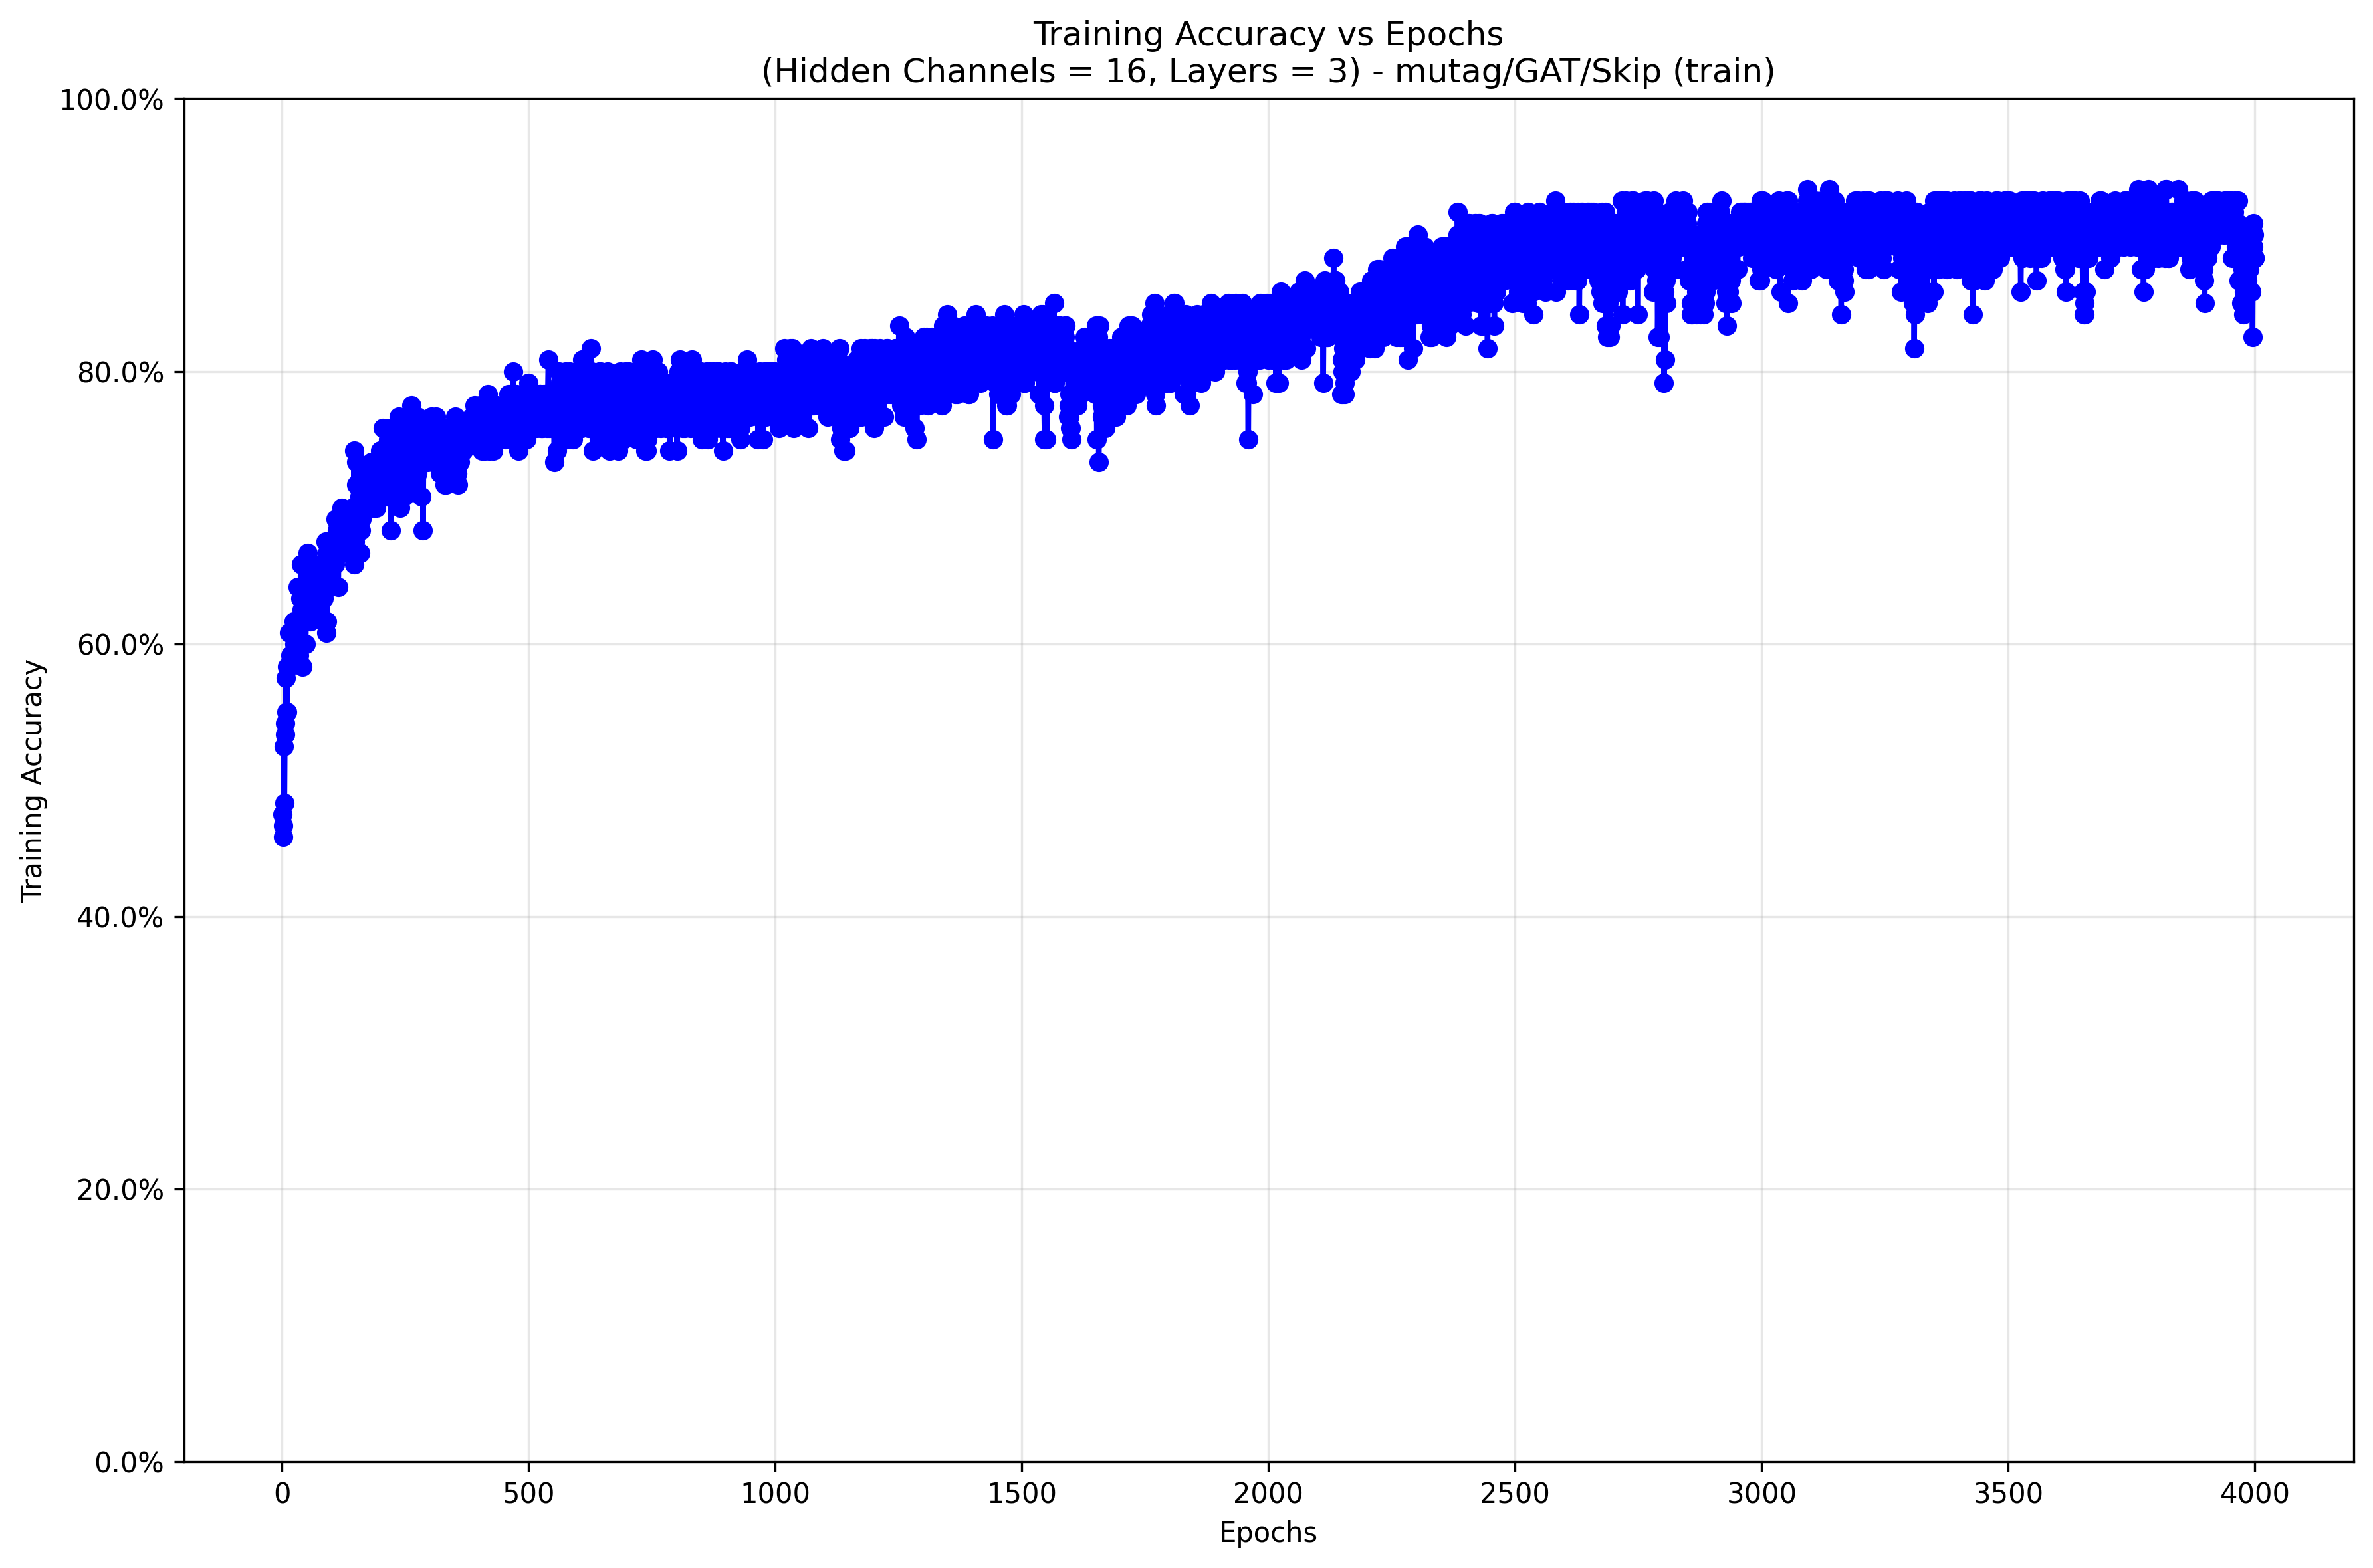 Training Accuracy vs Epochs
(Hidden Channels = 16, Layers = 3) - mutag/GAT/Skip (train)
100.0%
80.0%
60.0%
40.0%
20.0%
0.0%
Training Accuracy
0 500 1000 1500 2000 2500 3000 3500 4000
Epochs